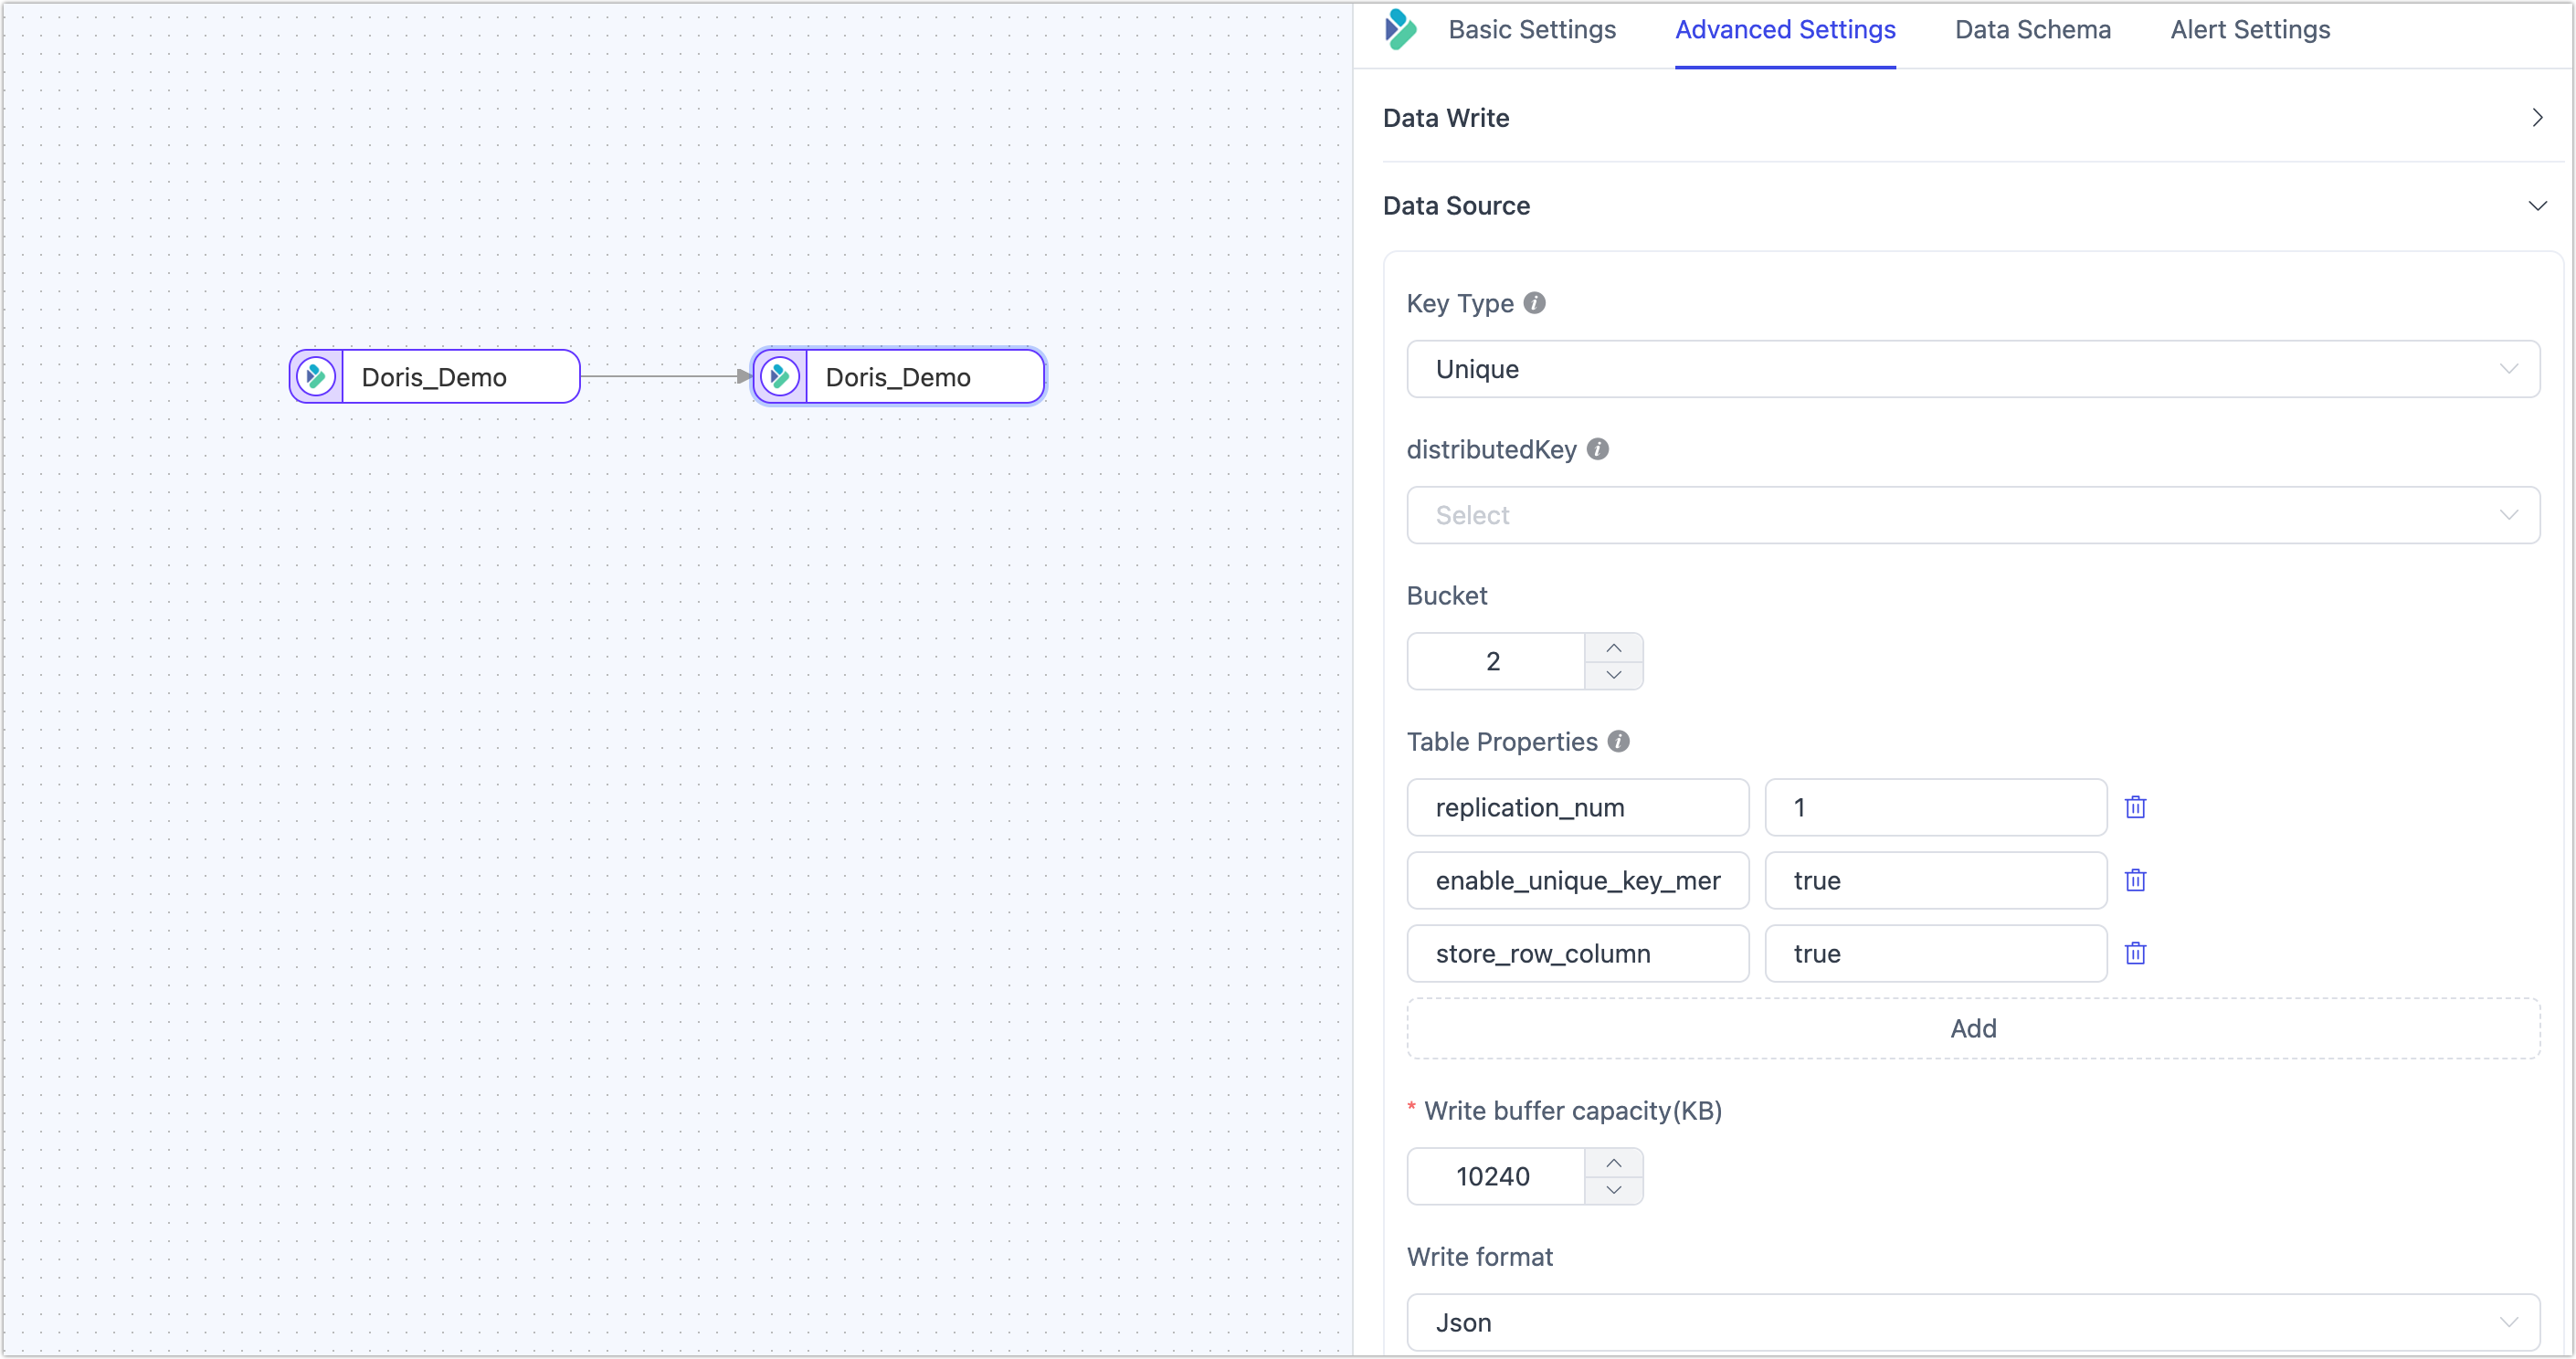 Basic Settings Advanced Settings Data Schema Alert Settings
Data Write
Data Source
Key Type
Unique
distributedKey
Select
Bucket
2
Table Properties
replication_num 1
enable_unique_key_mer true
store_row_column true
Add
* Write buffer capacity(KB)
10240
Write format
Json
Doris_Demo Doris_Demo